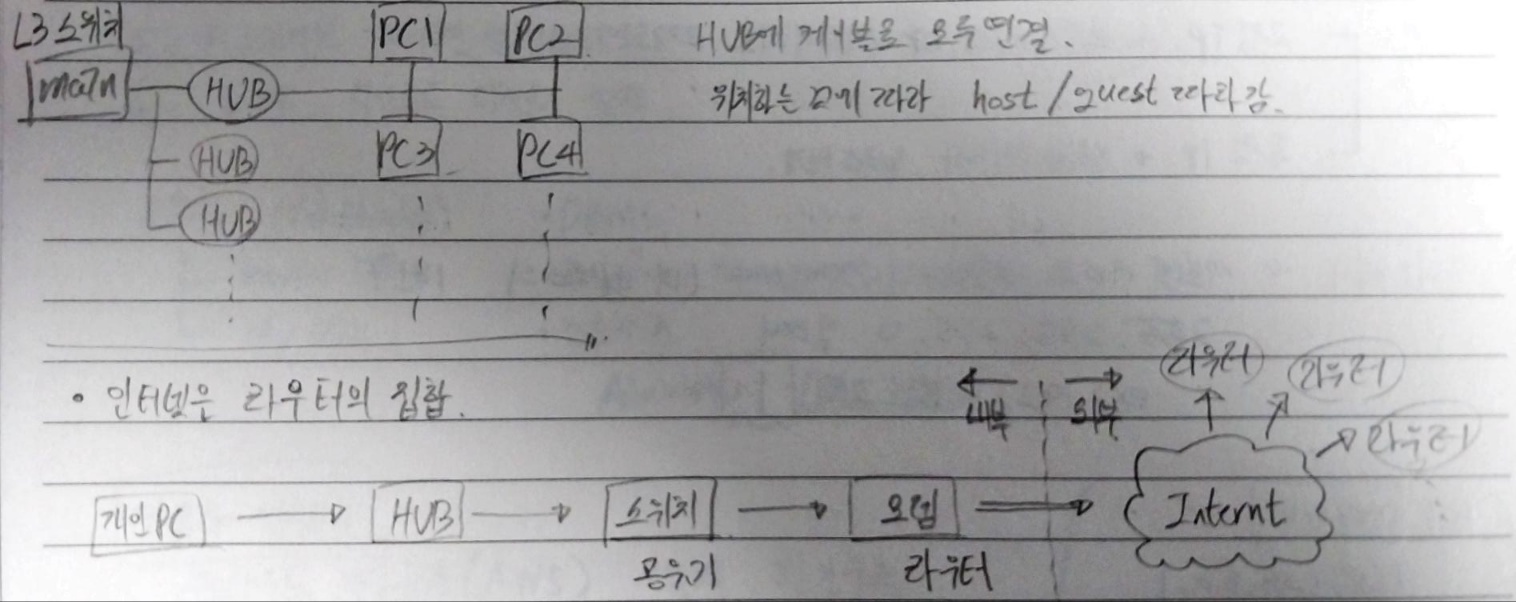 L3 스위치
PC1 PC2 HUB에 케이블로 모두 연결.
main HUB 위치하는 고에 따라 host / guest 따라감.
HUB PC3 PC4
HUB
• 인터넷은 라우터의 집합.
내부 외부 라우터 라우터 라우터
개인PC HUB 스위치 모뎀 Internt
공유기 라우터